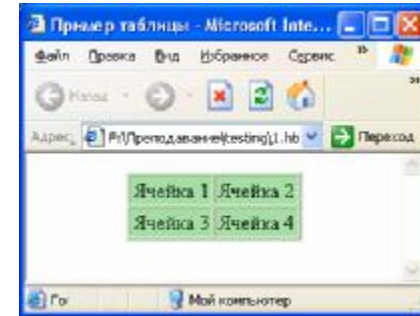 Пример таблицы - Microsoft Inte...
Файл Правка Вид Избранное Сервис »
Назад
Адрес: Переход
Ячейка 1 Ячейка 2
Ячейка 3 Ячейка 4
Мой компьютер